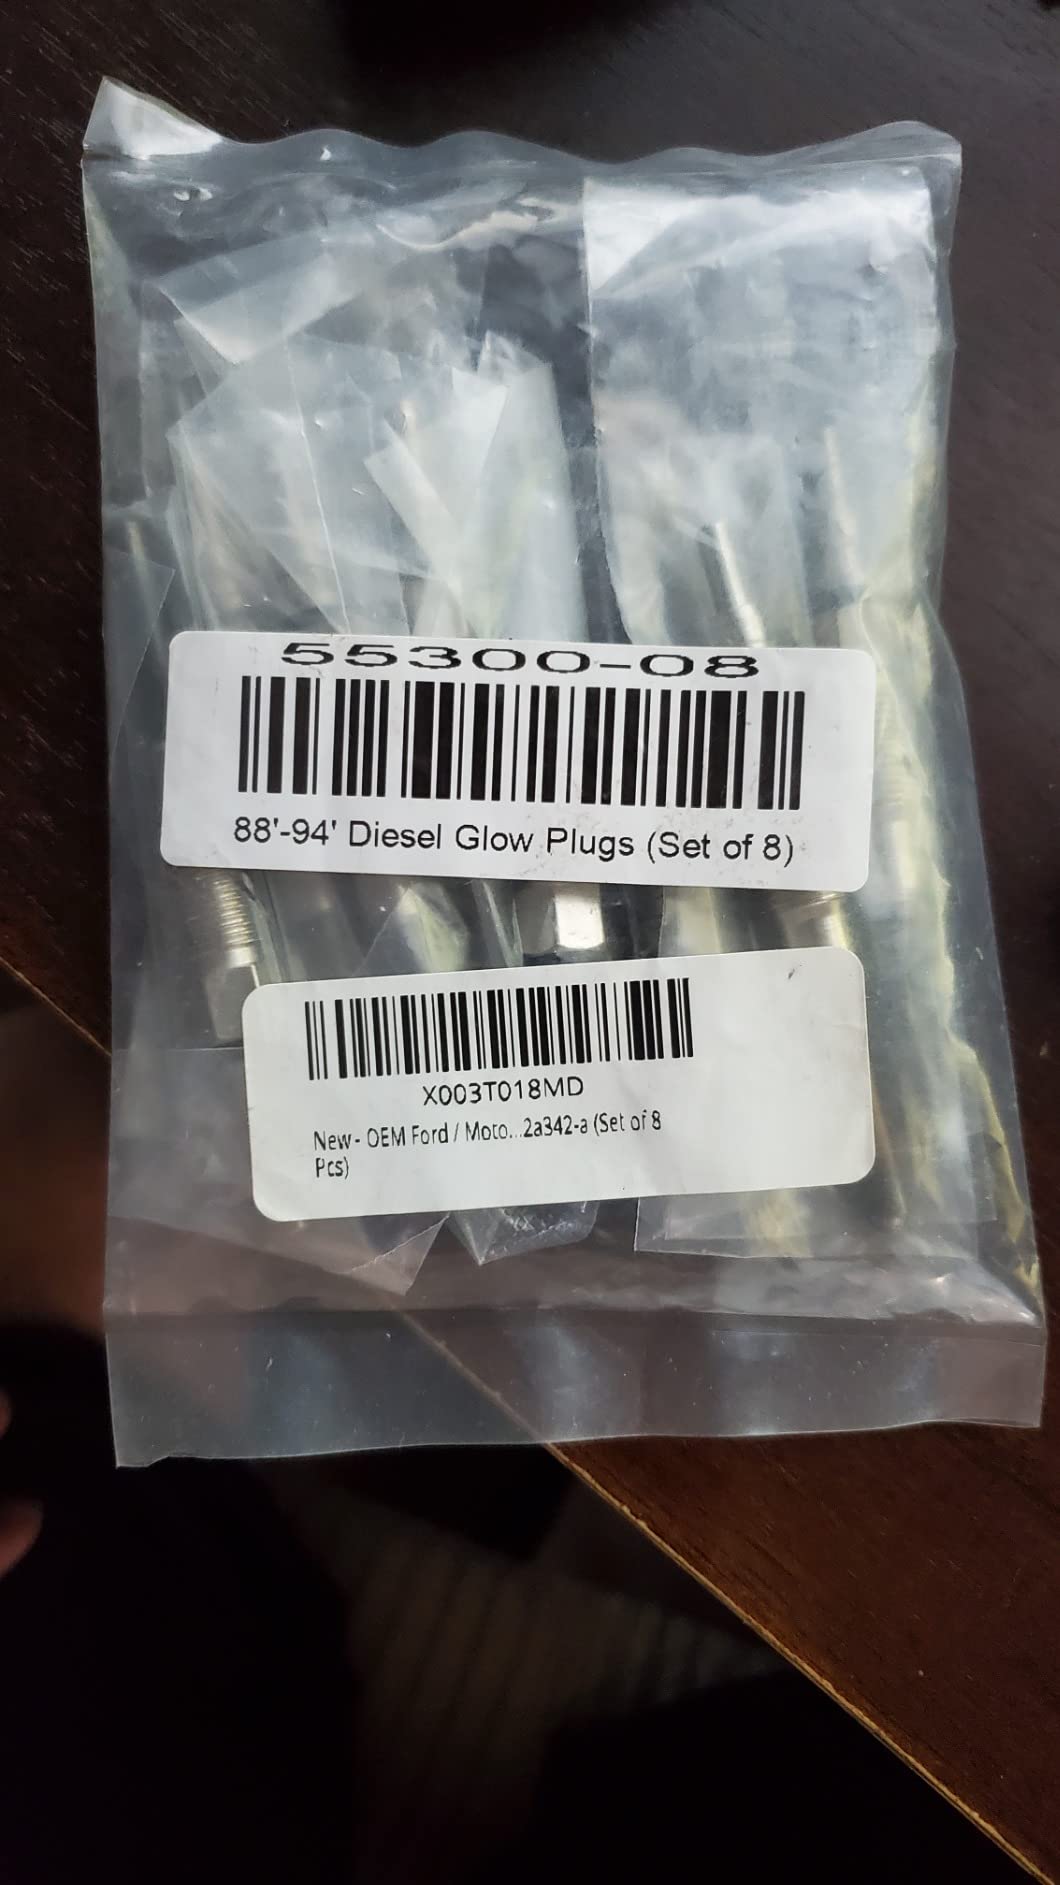 55300-08
88'-94' Diesel Glow Plugs (Set of 8)
X003T018MD
New - OEM Ford / Moto...2a342-a (Set of 8
Pcs)